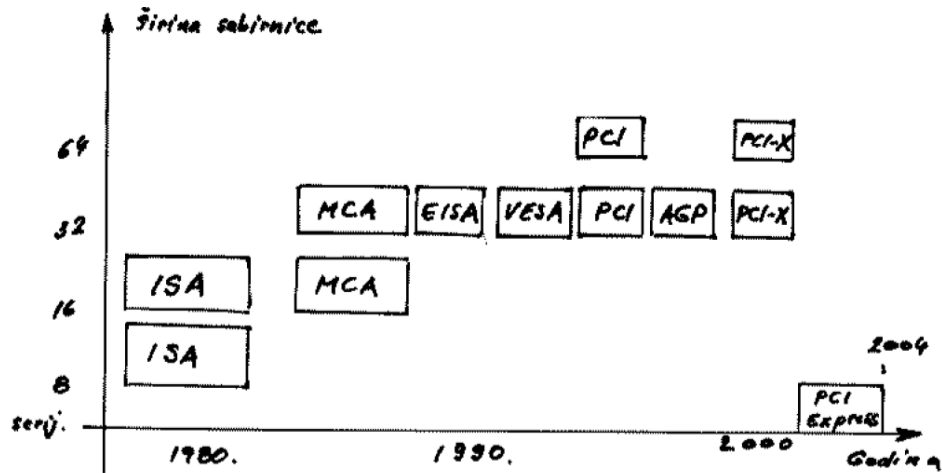 Širina sabirnice
64
PCI
PCI-X
32
MCA
EISA
VESA
PCI
AGP
PCI-X
16
ISA
MCA
8
ISA
2004
PCI
Express
serij.
1980.
1990.
2000
Godina